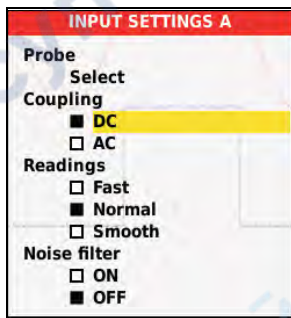 INPUT SETTINGS A
Probe
Select
Coupling
■ DC
□ AC
Readings
□ Fast
■ Normal
□ Smooth
Noise filter
□ ON
■ OFF